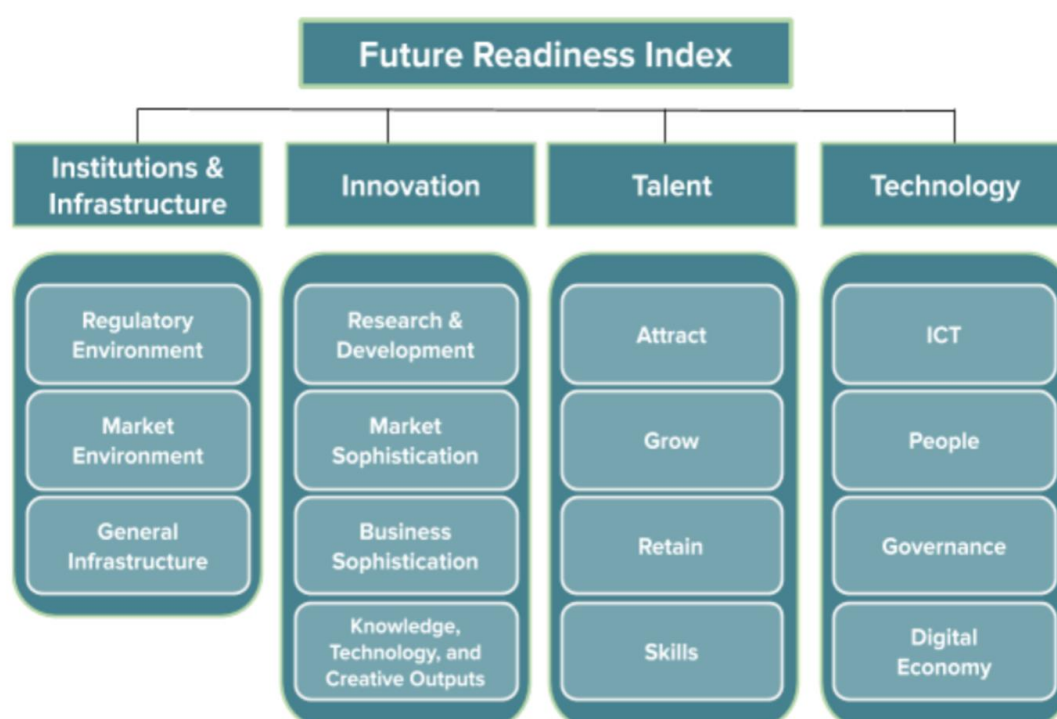 Future Readiness Index
Institutions &
Infrastructure
Regulatory
Environment
Market
Environment
General
Infrastructure
Innovation
Research &
Development
Market
Sophistication
Business
Sophistication
Knowledge,
Technology, and
Creative Outputs
Talent
Attract
Grow
Retain
Skills
Technology
ICT
People
Governance
Digital
Economy